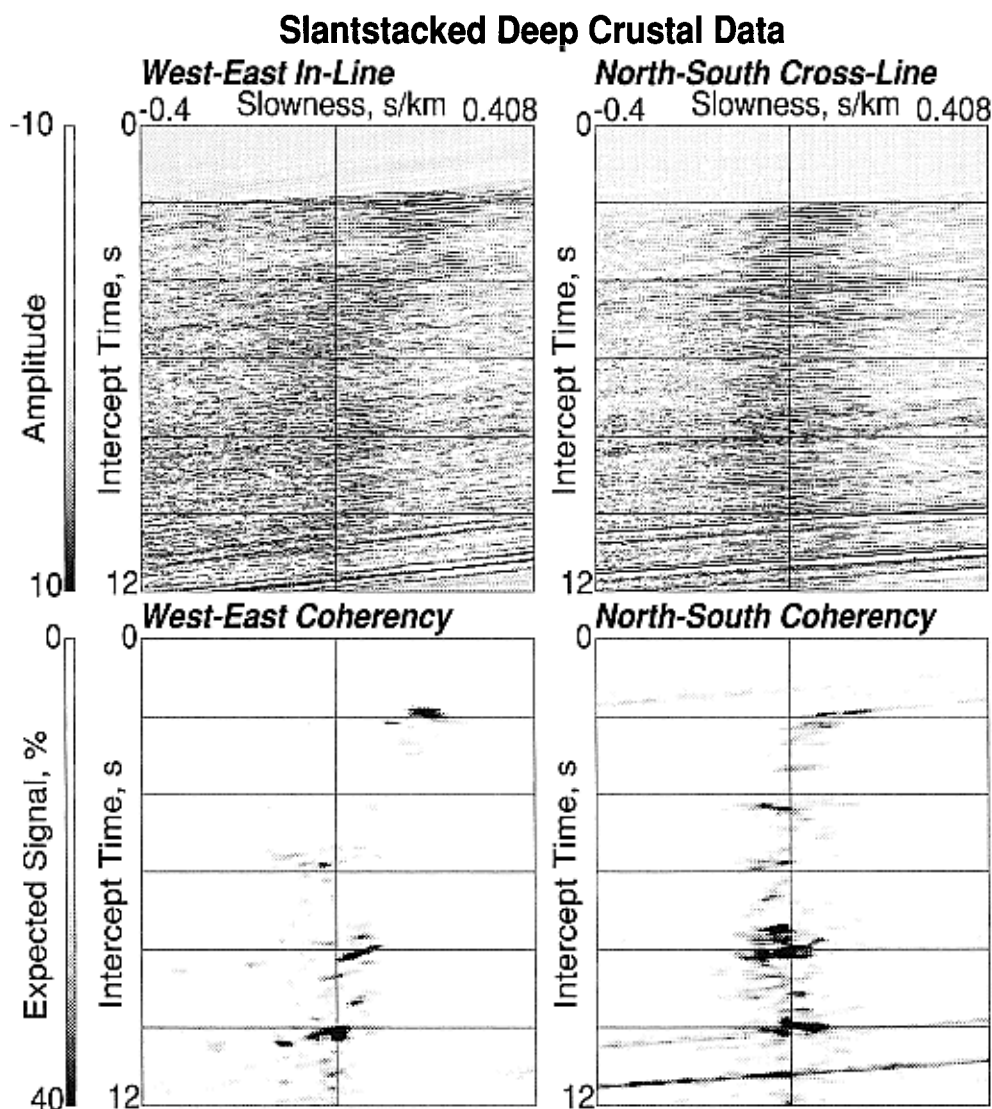 Slantstacked Deep Crustal Data
West-East In-Line
North-South Cross-Line
-10
0
-0.4 Slowness, s/km 0.408
0
-0.4 Slowness, s/km 0.408
Amplitude
Intercept Time, s
Intercept Time, s
10
12
12
West-East Coherency
North-South Coherency
0
0
0
Expected Signal, %
Intercept Time, s
Intercept Time, s
40
12
12